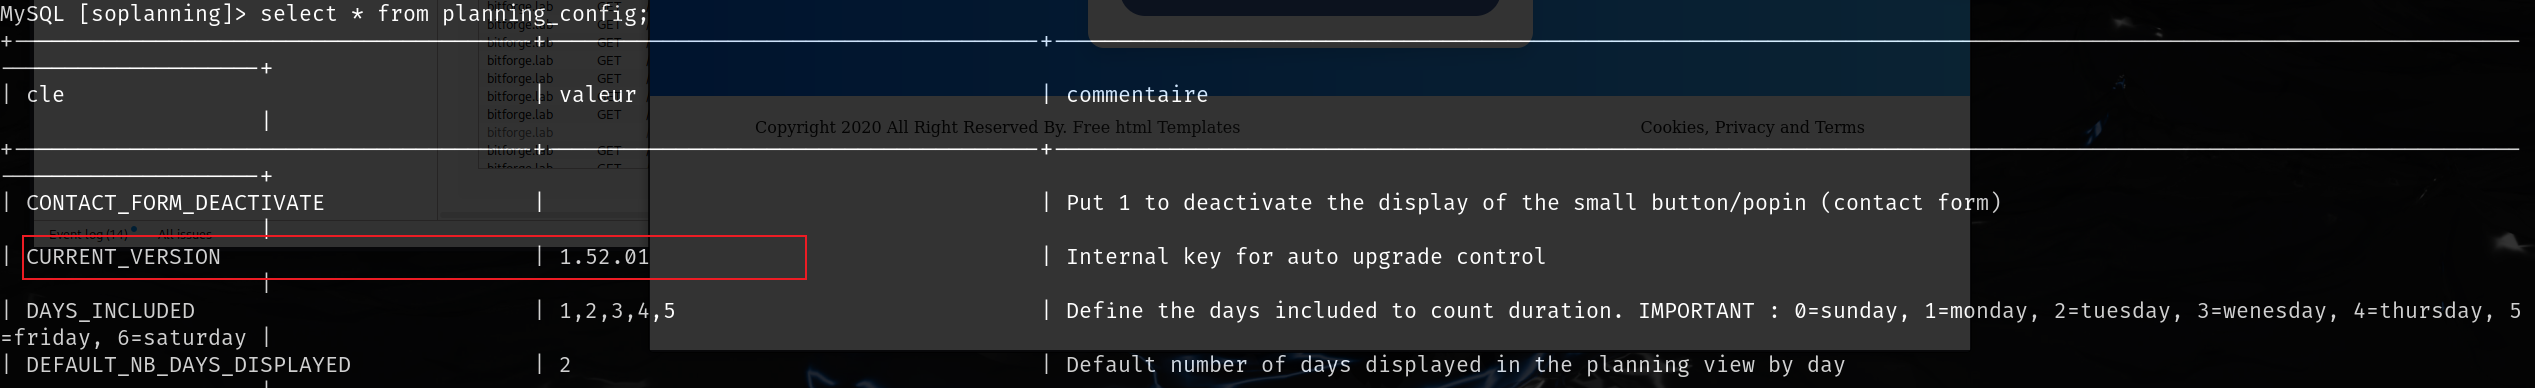 MySQL [soplanning]> select * from planning_config;
| cle | valeur | commentaire |
Copyright 2020 All Right Reserved By. Free html Templates Cookies, Privacy and Terms
| CONTACT_FORM_DEACTIVATE | | Put 1 to deactivate the display of the small button/popin (contact form)
|
Event log (14) All issues
| CURRENT_VERSION | 1.52.01 | Internal key for auto upgrade control
|
| DAYS_INCLUDED | 1,2,3,4,5 | Define the days included to count duration. IMPORTANT : 0=sunday, 1=monday, 2=tuesday, 3=wenesday, 4=thursday, 5
=friday, 6=saturday |
| DEFAULT_NB_DAYS_DISPLAYED | 2 | Default number of days displayed in the planning view by day
bitforge.lab GET
bitforge.lab GET
bitforge.lab GET
bitforge.lab GET
bitforge.lab GET
bitforge.lab GET
bitforge.lab
bitforge.lab GET